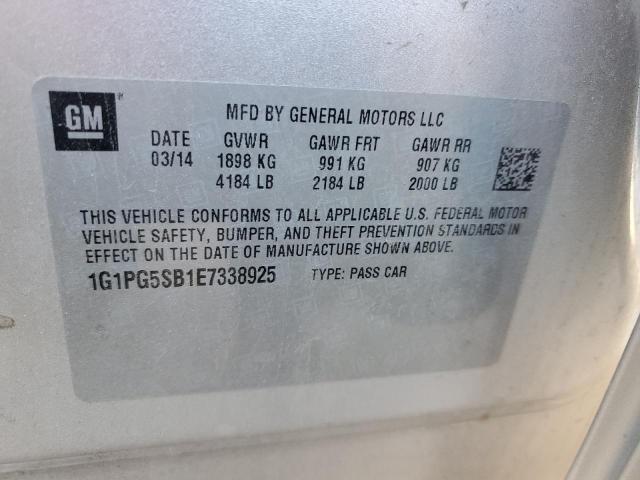 GM
MFD BY GENERAL MOTORS LLC
DATE GVWR GAWR FRT GAWR RR
03/14 1898 KG 991 KG 907 KG
4184 LB 2184 LB 2000 LB
THIS VEHICLE CONFORMS TO ALL APPLICABLE U.S. FEDERAL MOTOR
VEHICLE SAFETY, BUMPER, AND THEFT PREVENTION STANDARDS IN
EFFECT ON THE DATE OF MANUFACTURE SHOWN ABOVE.
1G1PG5SB1E7338925 TYPE: PASS CAR